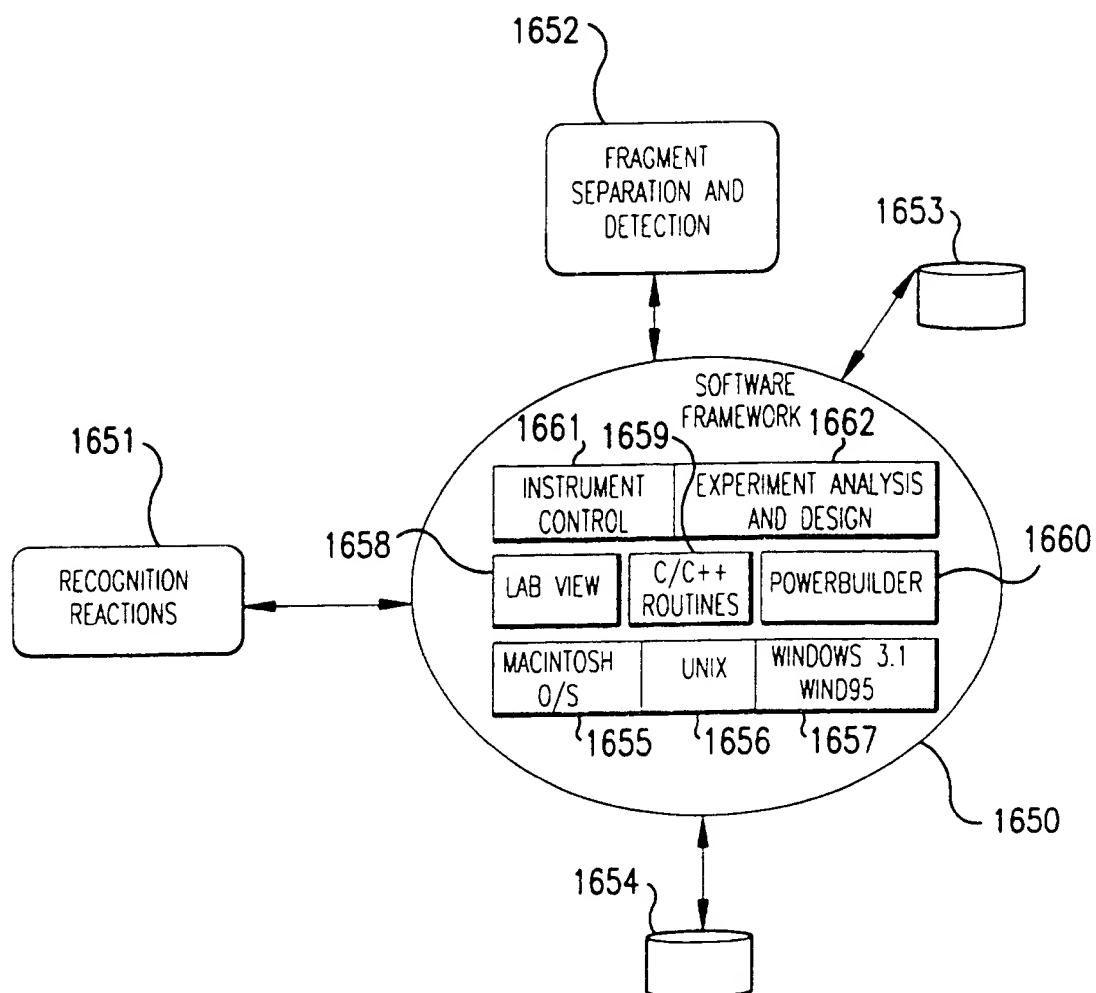 1652
FRAGMENT
SEPARATION AND
DETECTION
1653
SOFTWARE
FRAMEWORK
1651
1661
1659
1662
INSTRUMENT
CONTROL
EXPERIMENT ANALYSIS
AND DESIGN
1658
1660
RECOGNITION
REACTIONS
LAB VIEW
C/C++
ROUTINES
POWERBUILDER
MACINTOSH
O/S
UNIX
WINDOWS 3.1
WIND95
1655
1656
1657
1650
1654